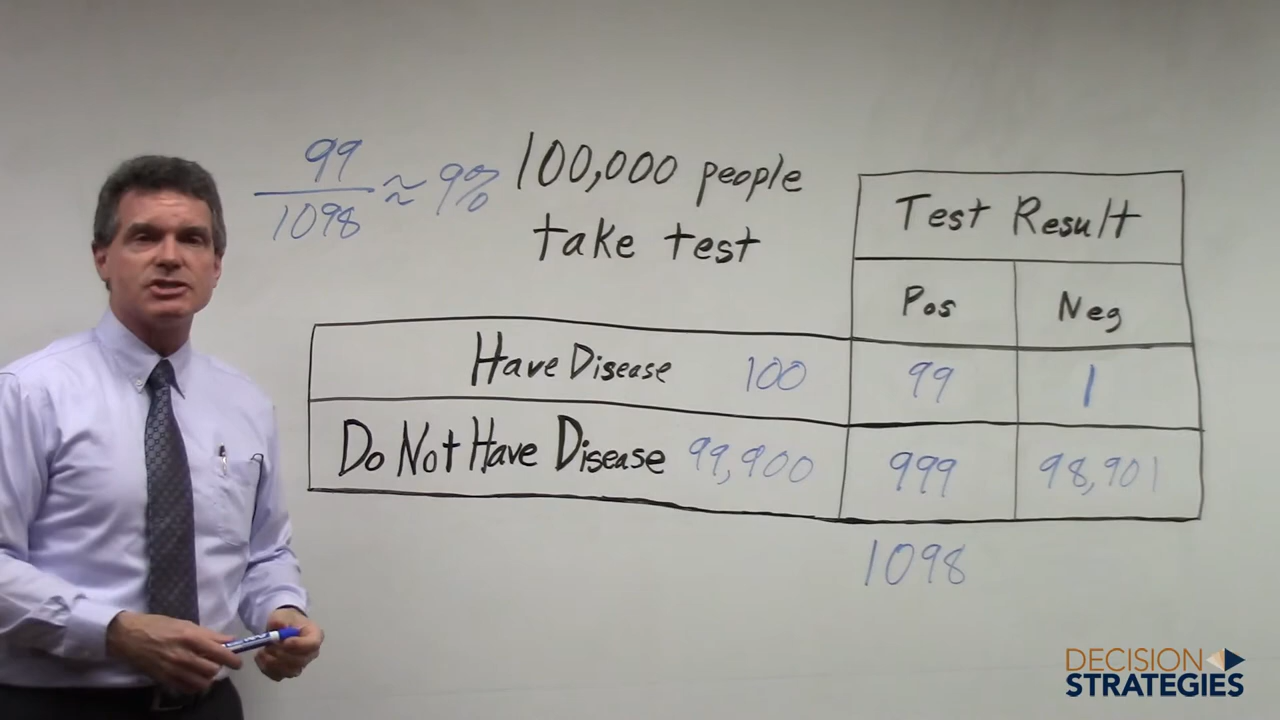 99
1098
≈ 9%
100,000 people
take test
Test Result
Pos Neg
Have Disease 100 99 1
Do Not Have Disease 99,900 999 98,901
1098
DECISION
STRATEGIES